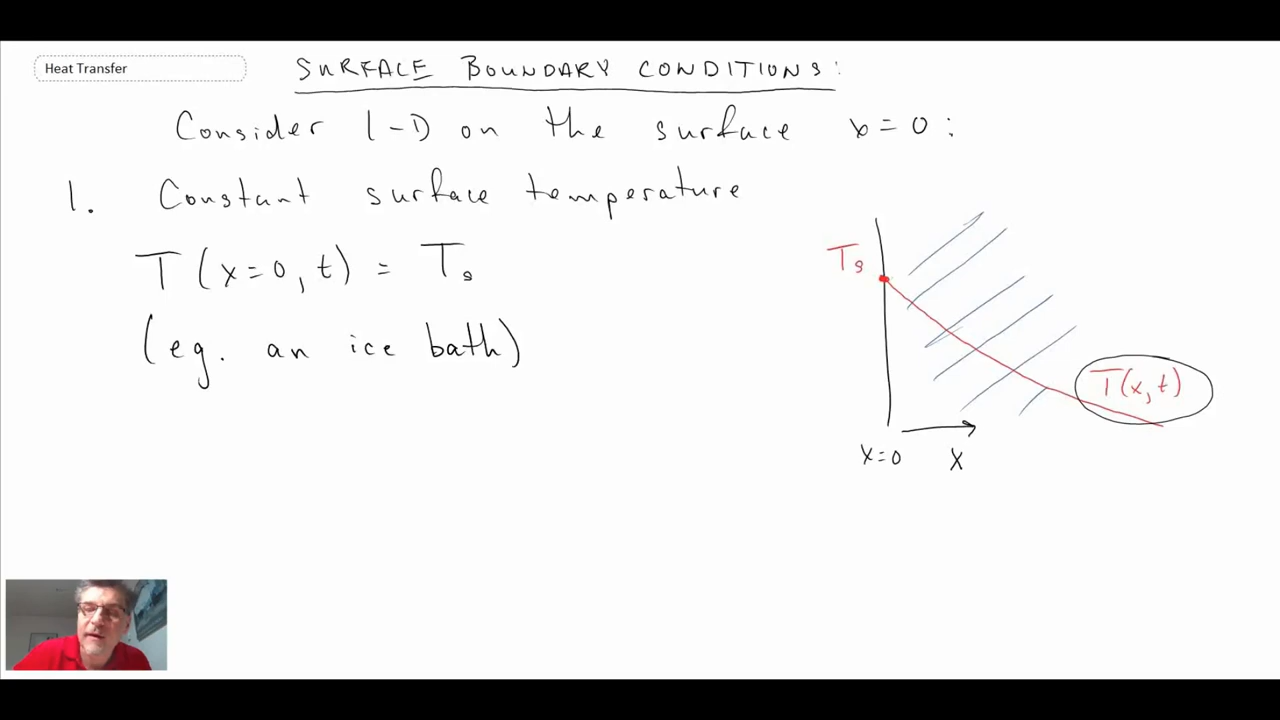 Heat Transfer
SURFACE BOUNDARY CONDITIONS:
Consider 1-D on the surface x=0:
1. Constant surface temperature
T(x=0,t) = Ts
(eg. an ice bath)
Ts
T(x,t)
x=0
x